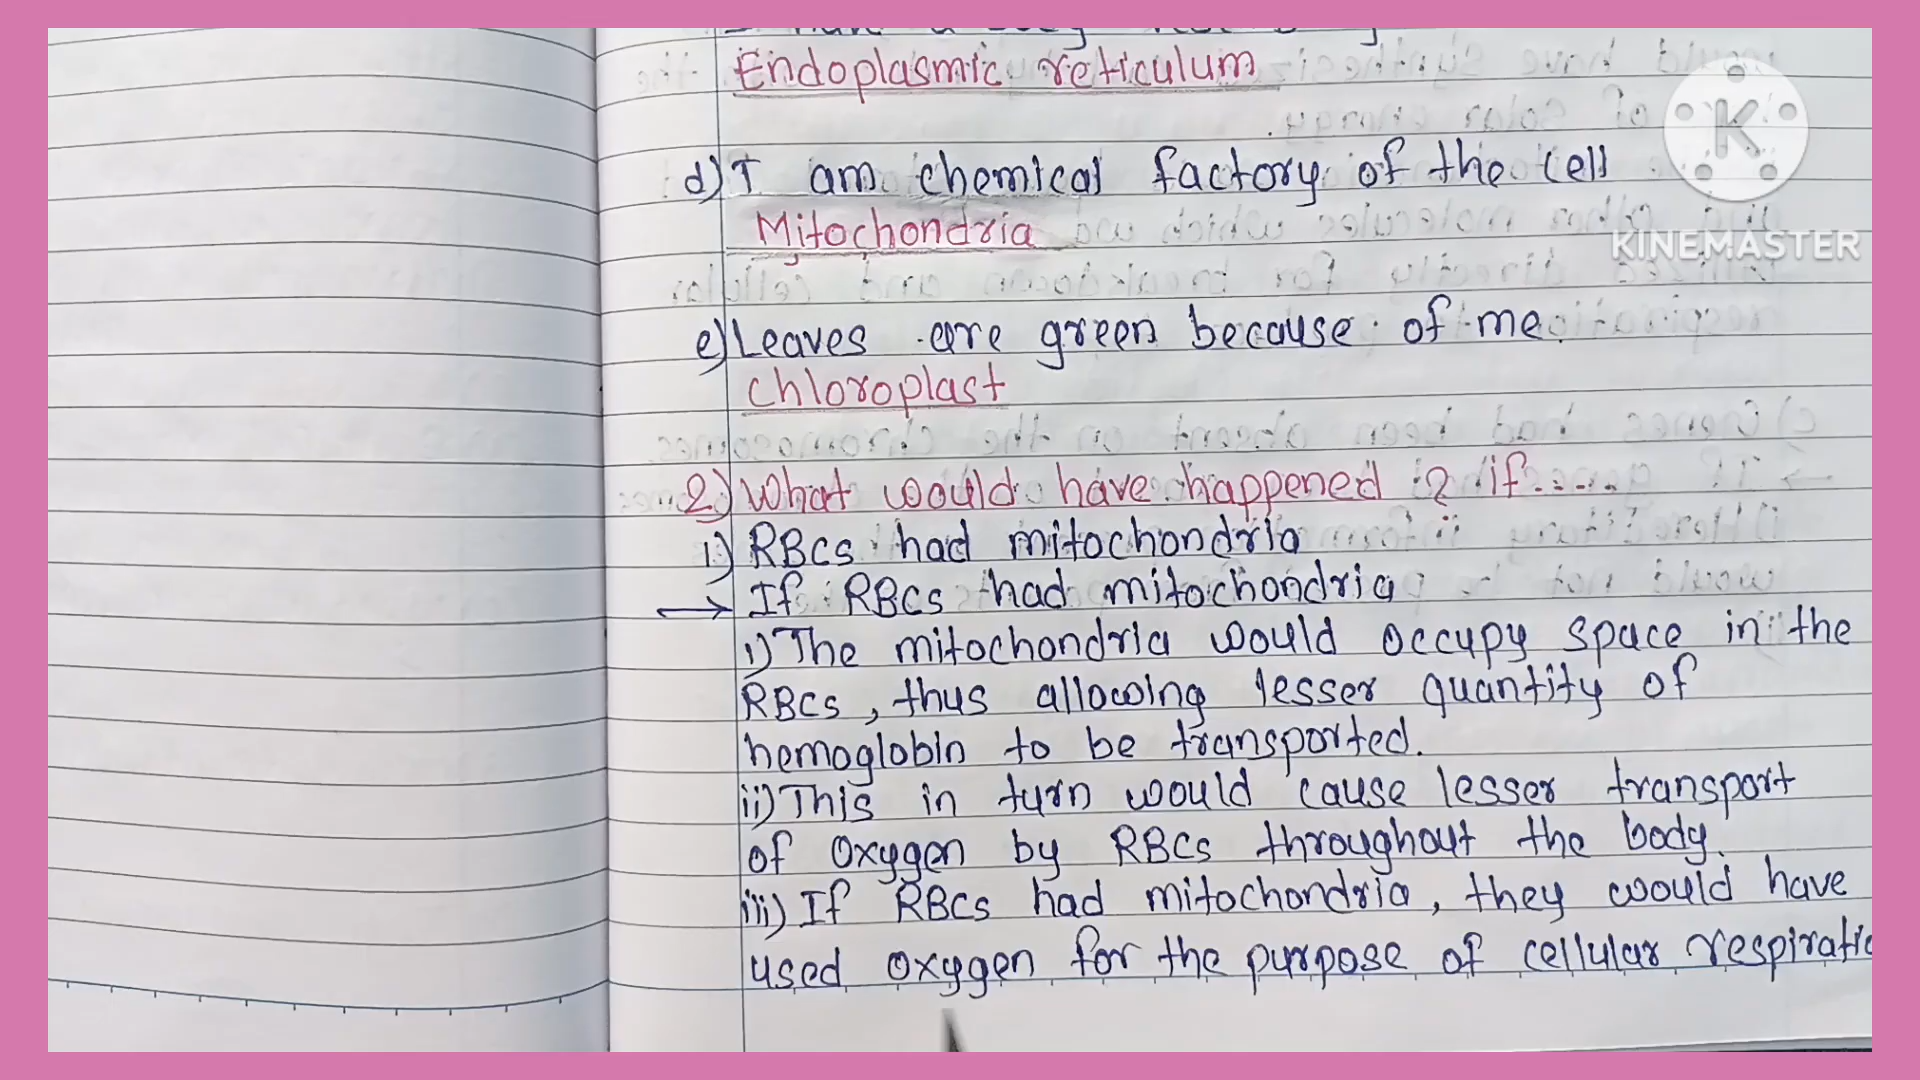 Endoplasmic reticulum
d) I am chemical factory of the cell
Mitochondria
e) Leaves are green because of me.
Chloroplast
2) What would have happened ? if.....
i) RBCs had mitochondria
→ If RBCs had mitochondria
i) The mitochondria would occupy space in the
RBCs, thus allowing lesser quantity of
hemoglobin to be transported.
ii) This in turn would cause lesser transport
of oxygen by RBCs throughout the body.
iii) If RBCs had mitochondria, they would have
used oxygen for the purpose of cellular respiratio
K
KINEMASTER